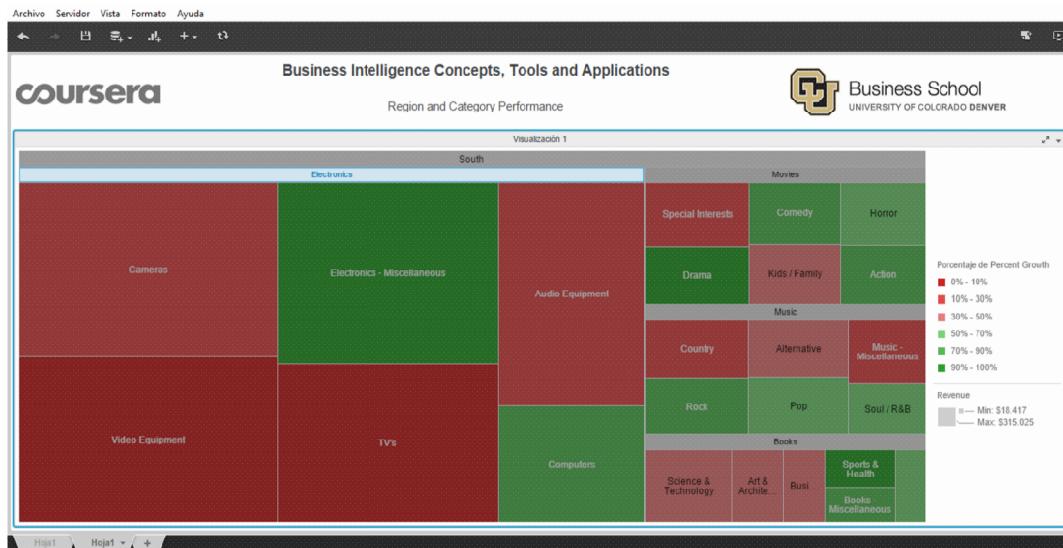 Archivo Servidor Vista Formato Ayuda
coursera
Business Intelligence Concepts, Tools and Applications
Region and Category Performance
CU
Business School
UNIVERSITY OF COLORADO DENVER
Visualización 1
South
Electronics
Movies
Cameras
Electronics - Miscellaneous
Audio Equipment
Video Equipment
TV's
Computers
Special Interests
Comedy
Horror
Drama
Kids / Family
Action
Music
Country
Alternative
Music -
Miscellaneous
Rock
Pop
Soul / R&B
Books
Science &
Technology
Art &
Archite...
Busi
Sports &
Health
Books -
Miscellaneous
Porcentaje de Percent Growth
0% - 10%
10% - 30%
30% - 50%
50% - 70%
70% - 90%
90% - 100%
Revenue
Min: $18.417
Max: $315.025
Hoja1 Hoja1